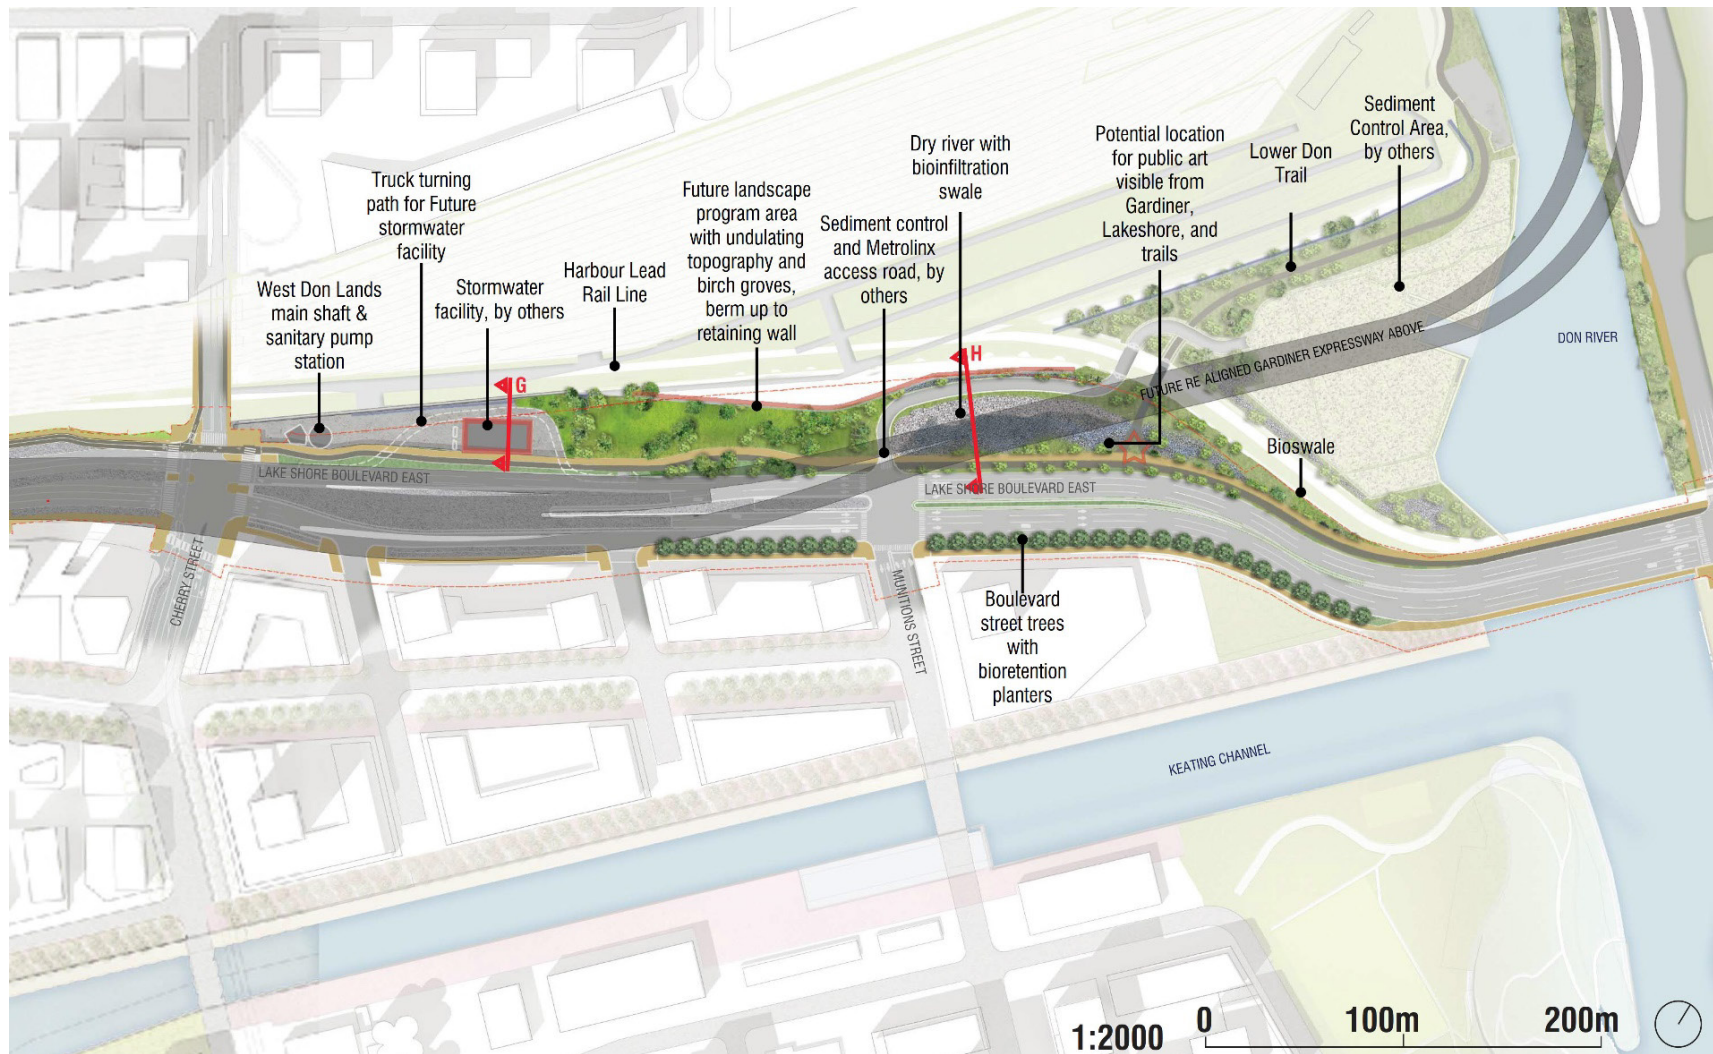 Sediment
Control Area,
by others
Potential location
for public art
visible from
Gardiner,
Lakeshore, and
trails
Dry river with
bioinfiltration
swale
Lower Don
Trail
Truck turning
path for Future
stormwater
facility
Future landscape
program area
with undulating
topography and
birch groves,
berm up to
retaining wall
Sediment control
and Metrolinx
access road, by
others
Harbour Lead
Rail Line
West Don Lands
main shaft &
sanitary pump
station
Stormwater
facility, by others
G
H
FUTURE RE ALIGNED GARDINER EXPRESSWAY ABOVE
DON RIVER
Bioswale
LAKE SHORE BOULEVARD EAST
LAKE SHORE BOULEVARD EAST
CHERRY STREET
MUNITIONS STREET
Boulevard
street trees
with
bioretention
planters
KEATING CHANNEL
1:2000
0 100m 200m